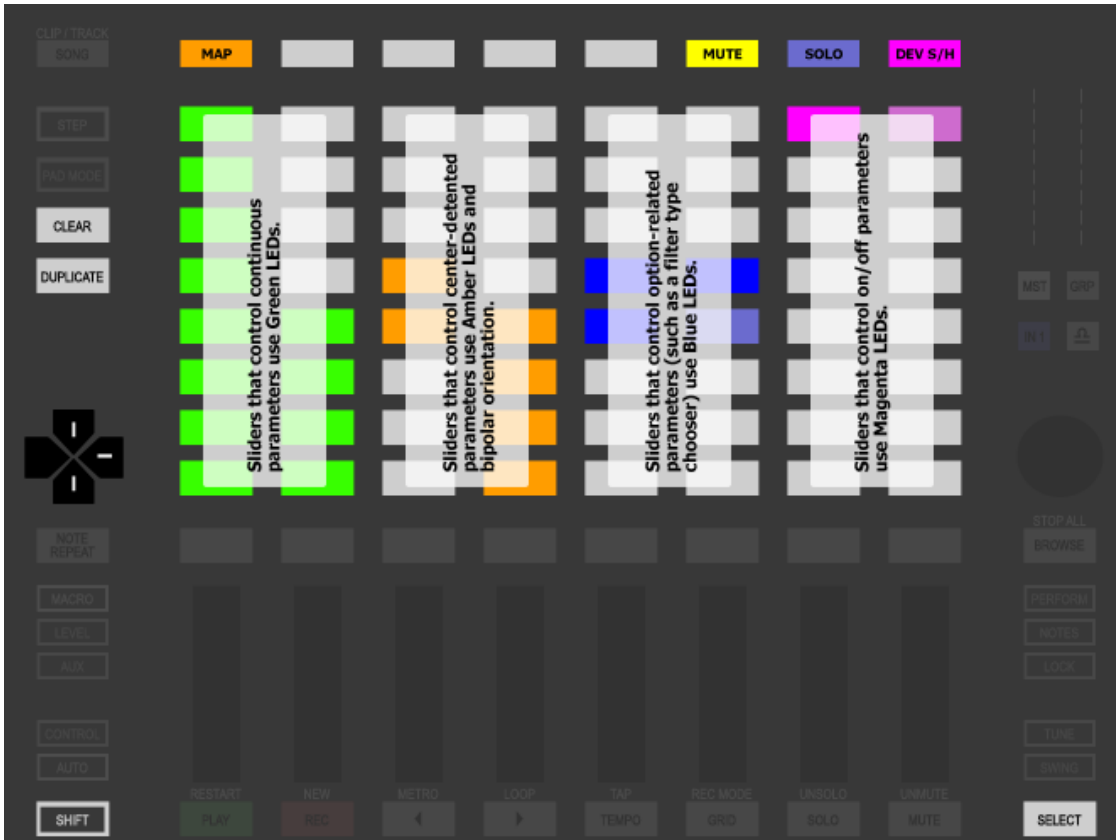 CLIP / TRACK
SONG
MAP
MUTE
SOLO
DEV S/H
STEP
PAD MODE
CLEAR
DUPLICATE
Sliders that control continuous
parameters use Green LEDs.
Sliders that control center-detented
parameters use Amber LEDs and
bipolar orientation.
Sliders that control option-related
parameters (such as a filter type
chooser) use Blue LEDs.
Sliders that control on/off parameters
use Magenta LEDs.
MST
GRP
IN 1
NOTE
REPEAT
STOP ALL
BROWSE
MACRO
LEVEL
AUX
PERFORM
NOTES
LOCK
CONTROL
AUTO
TUNE
SWING
RESTART
NEW
METRO
LOOP
TAP
REC MODE
UNSOLO
UNMUTE
SHIFT
PLAY
REC
TEMPO
GRID
SOLO
MUTE
SELECT